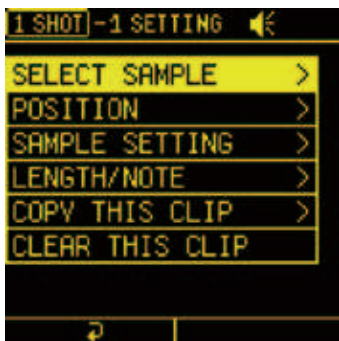 1 SHOT -1 SETTING
SELECT SAMPLE >
POSITION >
SAMPLE SETTING >
LENGTH/NOTE >
COPY THIS CLIP >
CLEAR THIS CLIP